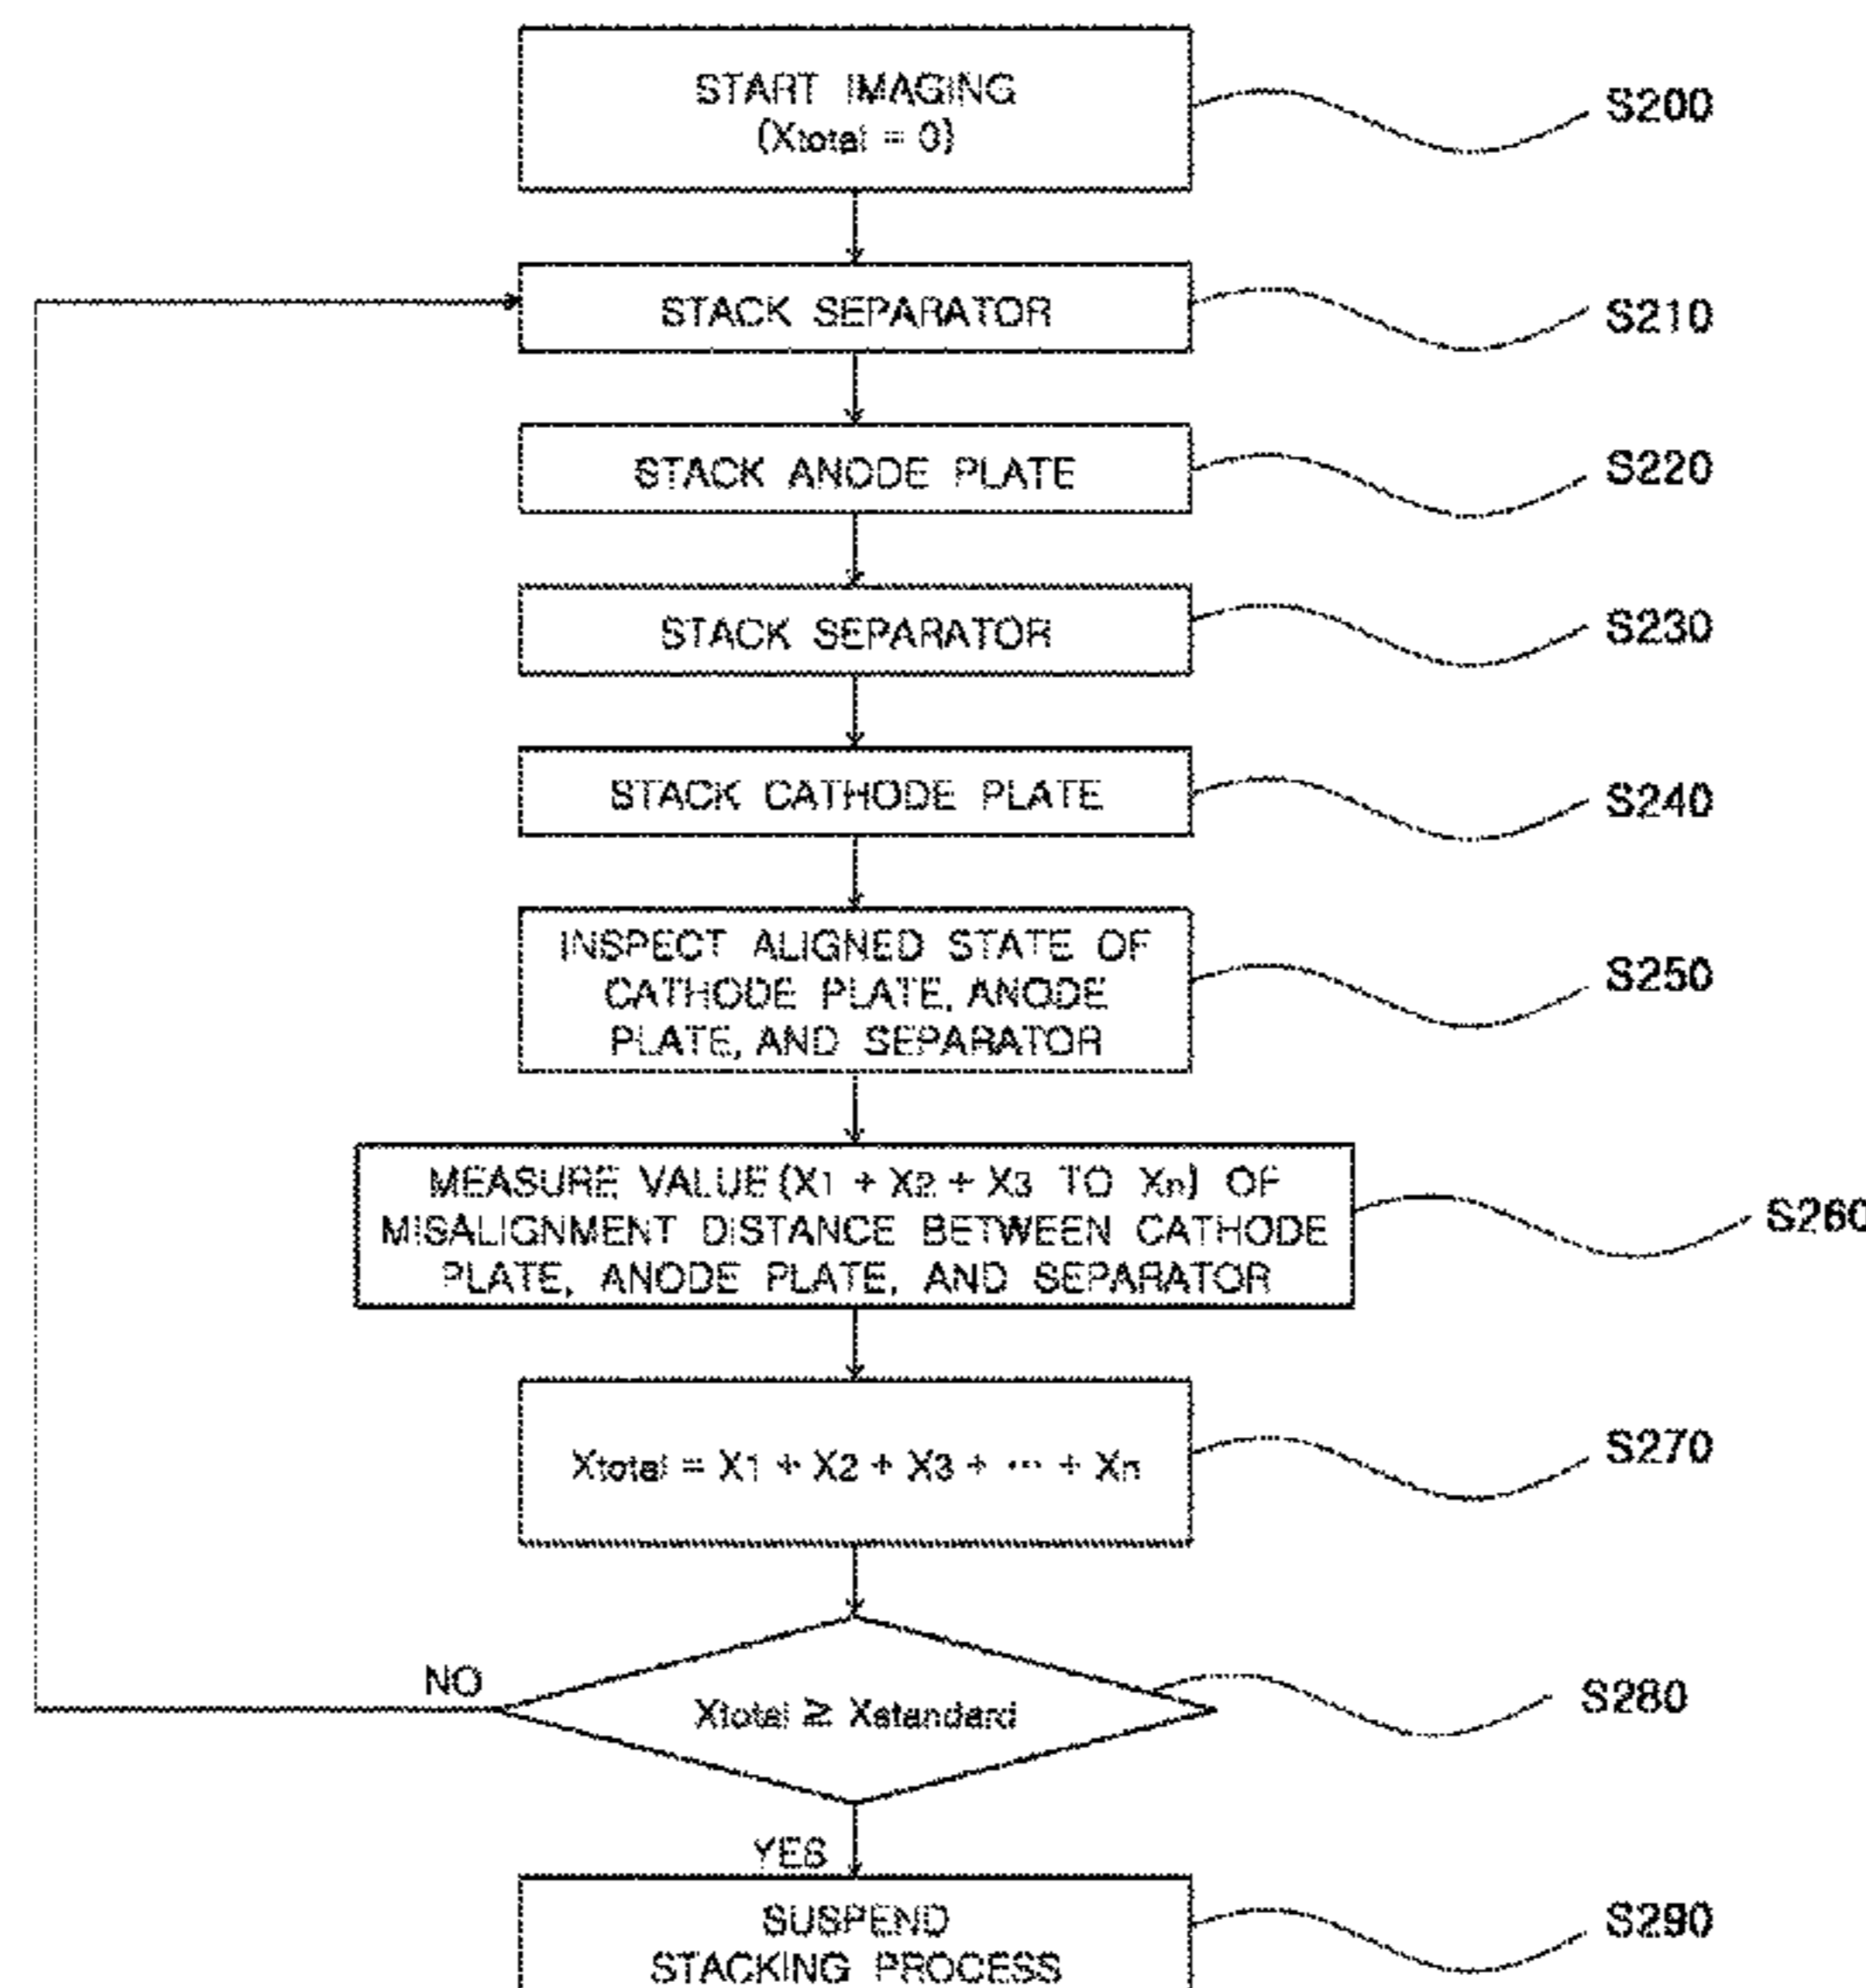 START IMAGING
(Xtotal = 0)
S200
STACK SEPARATOR
S210
STACK ANODE PLATE
S220
STACK SEPARATOR
S230
STACK CATHODE PLATE
S240
INSPECT ALIGNED STATE OF
CATHODE PLATE, ANODE
PLATE, AND SEPARATOR
S250
MEASURE VALUE (X1 + X2 + X3 TO Xn) OF
MISALIGNMENT DISTANCE BETWEEN CATHODE
PLATE, ANODE PLATE, AND SEPARATOR
S260
Xtotal = X1 + X2 + X3 + ··· + Xn
S270
NO
Xtotal ≥ Xstandard
S280
YES
SUSPEND
STACKING PROCESS
S290